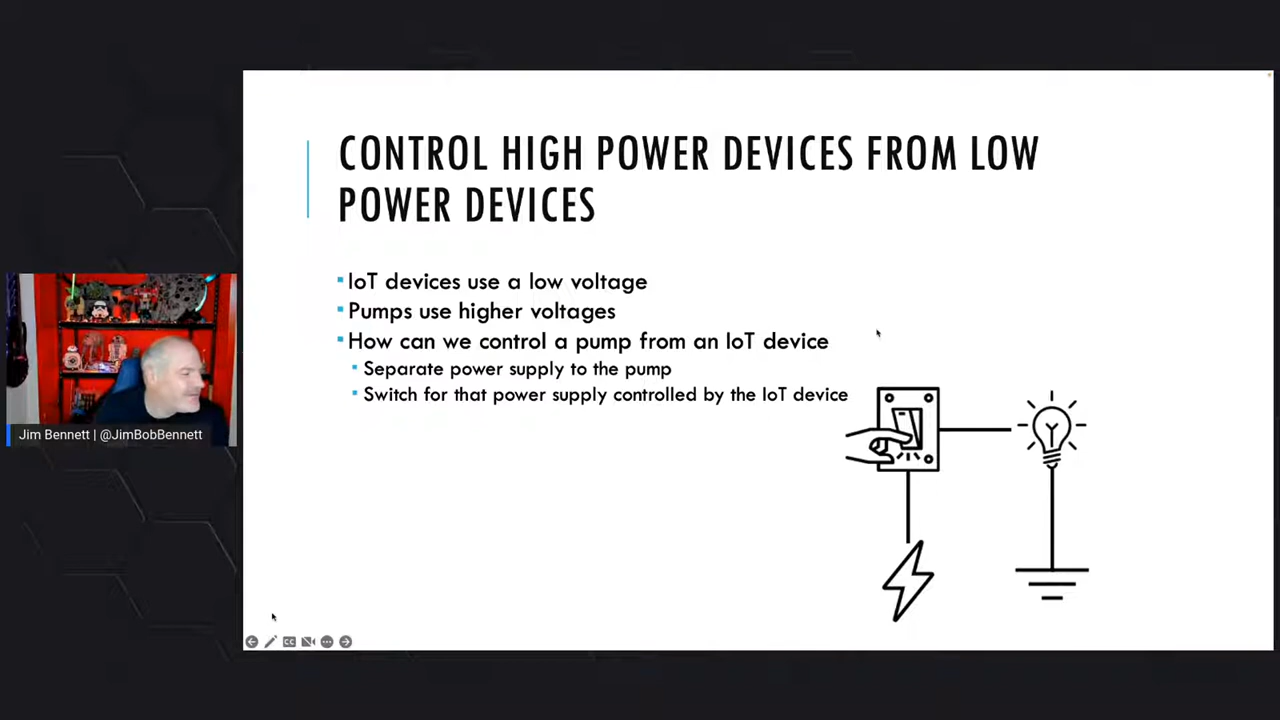 CONTROL HIGH POWER DEVICES FROM LOW
POWER DEVICES
IoT devices use a low voltage
Pumps use higher voltages
How can we control a pump from an IoT device
Separate power supply to the pump
Switch for that power supply controlled by the IoT device
Jim Bennett | @JimBobBennett
CC